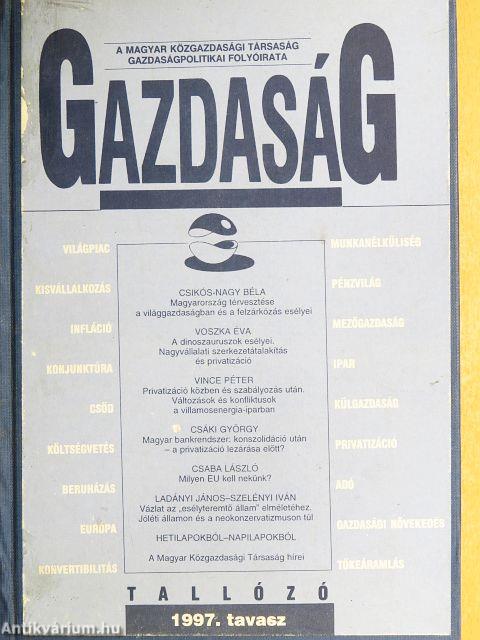 A MAGYAR KÖZGAZDASÁGI TÁRSASÁG
GAZDASÁGPOLITIKAI FOLYÓIRATA
GAZDASÁG
VILÁGPIAC
KISVÁLLALKOZÁS
INFLÁCIÓ
KONJUNKTÚRA
CSŐD
KÖLTSÉGVETÉS
BERUHÁZÁS
EURÓPA
KONVERTIBILITÁS
CSIKÓS-NAGY BÉLA
Magyarország térvesztése
a világgazdaságban és a felzárkózás esélyei
VOSZKA ÉVA
A dinoszauruszok esélyei.
Nagyvállalati szerkezetátalakítás
és privatizáció
VINCE PÉTER
Privatizáció közben és szabályozás után.
Változások és konfliktusok
a villamosenergia-iparban
CSÁKI GYÖRGY
Magyar bankrendszer: konszolidáció után
– a privatizáció lezárása előtt?
CSABA LÁSZLÓ
Milyen EU kell nekünk?
LADÁNYI JÁNOS–SZELÉNYI IVÁN
Vázlat az „esélyteremtő állam” elméletéhez.
Jóléti államon és a neokonzervatizmuson túl
HETILAPOKBÓL–NAPILAPOKBÓL
A Magyar Közgazdasági Társaság hírei
MUNKANÉLKÜLISÉG
PÉNZVILÁG
MEZŐGAZDASÁG
IPAR
KÜLGAZDASÁG
PRIVATIZÁCIÓ
ADÓ
GAZDASÁGI NÖVEKEDÉS
TŐKEÁRAMLÁS
TALLÓZÓ
1997. tavasz
Antikvárium.hu